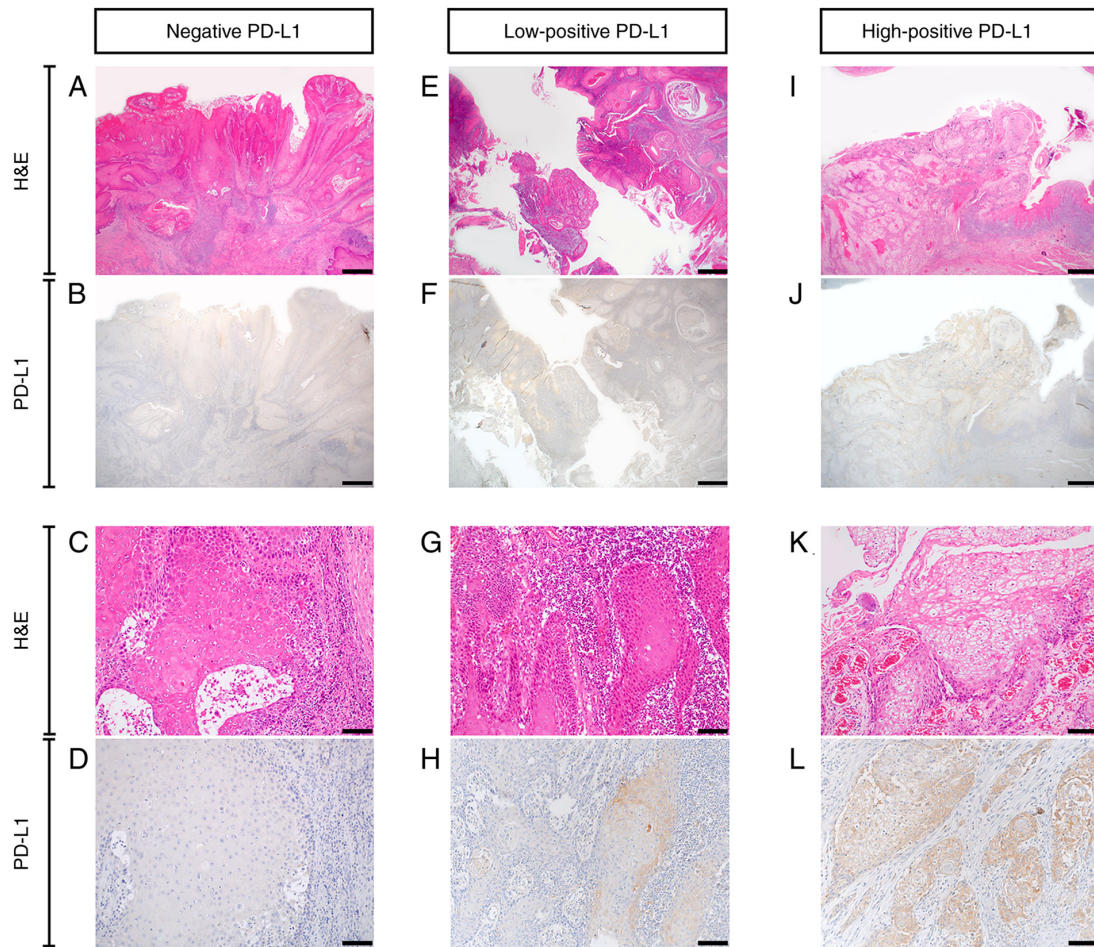 Negative PD-L1
Low-positive PD-L1
High-positive PD-L1
H&E
A
E
I
PD-L1
B
F
J
H&E
C
G
K
PD-L1
D
H
L